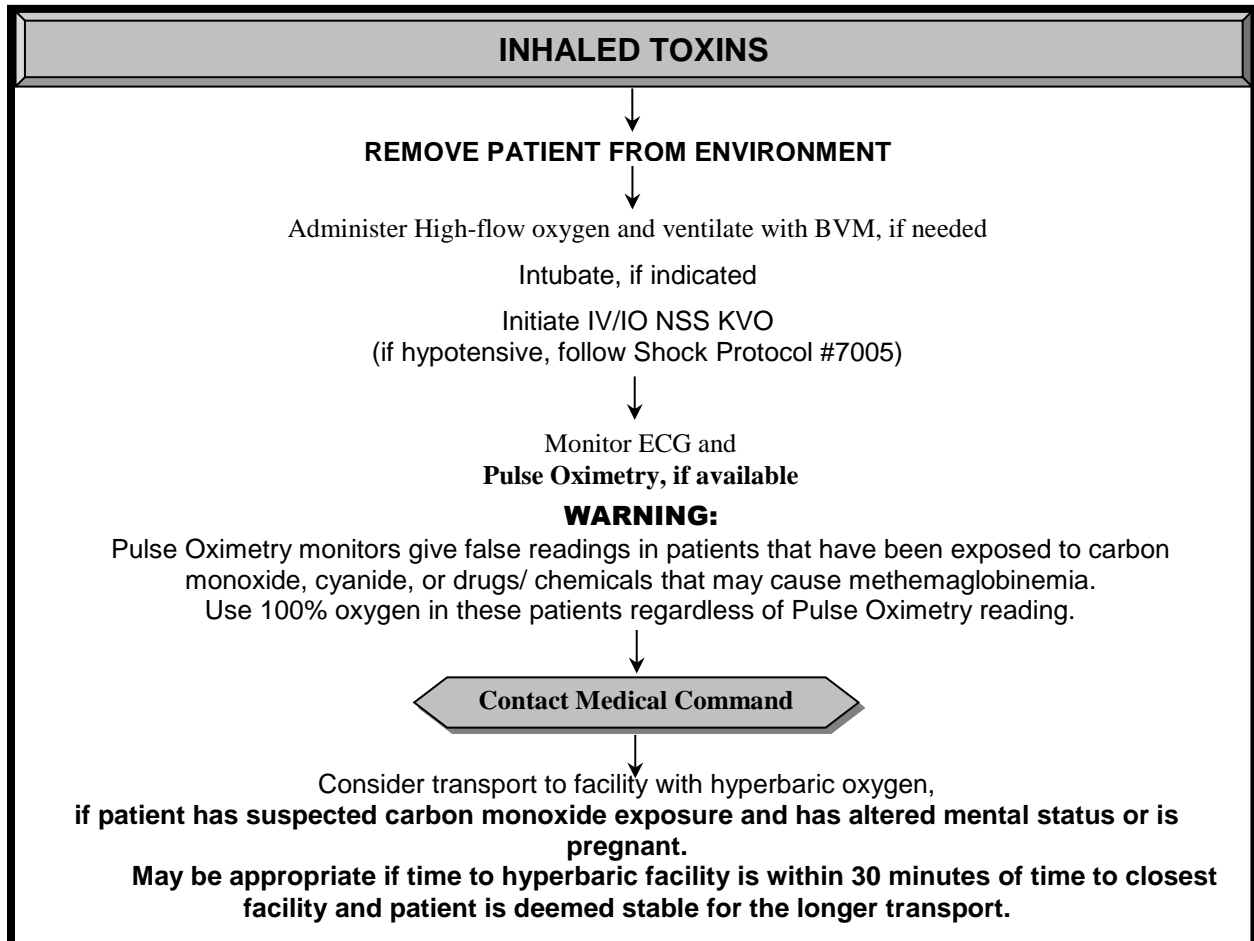 INHALED TOXINS
REMOVE PATIENT FROM ENVIRONMENT
Administer High-flow oxygen and ventilate with BVM, if needed
Intubate, if indicated
Initiate IV/IO NSS KVO
(if hypotensive, follow Shock Protocol #7005)
Monitor ECG and
Pulse Oximetry, if available
WARNING:
Pulse Oximetry monitors give false readings in patients that have been exposed to carbon
monoxide, cyanide, or drugs/ chemicals that may cause methemaglobinemia.
Use 100% oxygen in these patients regardless of Pulse Oximetry reading.
Contact Medical Command
Consider transport to facility with hyperbaric oxygen,
if patient has suspected carbon monoxide exposure and has altered mental status or is
pregnant.
May be appropriate if time to hyperbaric facility is within 30 minutes of time to closest
facility and patient is deemed stable for the longer transport.